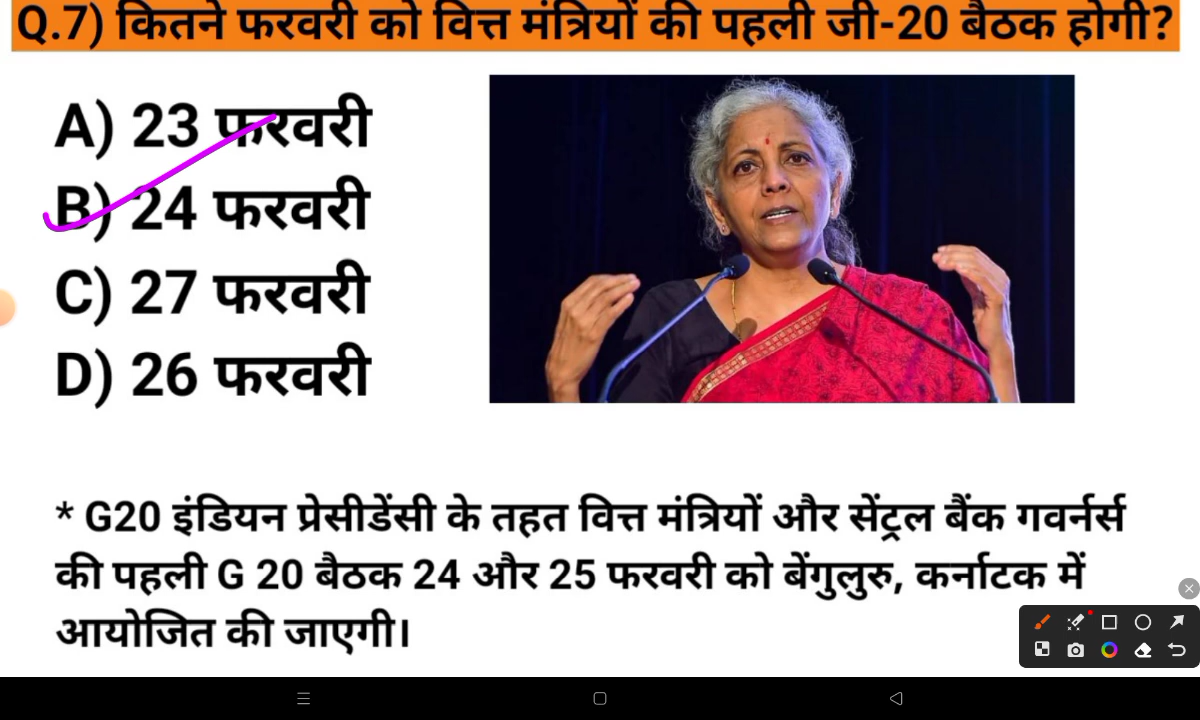 Q.7) कितने फरवरी को वित्त मंत्रियों की पहली जी-20 बैठक होगी?
A) 23 फरवरी
B) 24 फरवरी
C) 27 फरवरी
D) 26 फरवरी
* G20 इंडियन प्रेसीडेंसी के तहत वित्त मंत्रियों और सेंट्रल बैंक गवर्नर्स
की पहली G 20 बैठक 24 और 25 फरवरी को बेंगुलुरु, कर्नाटक में
आयोजित की जाएगी।